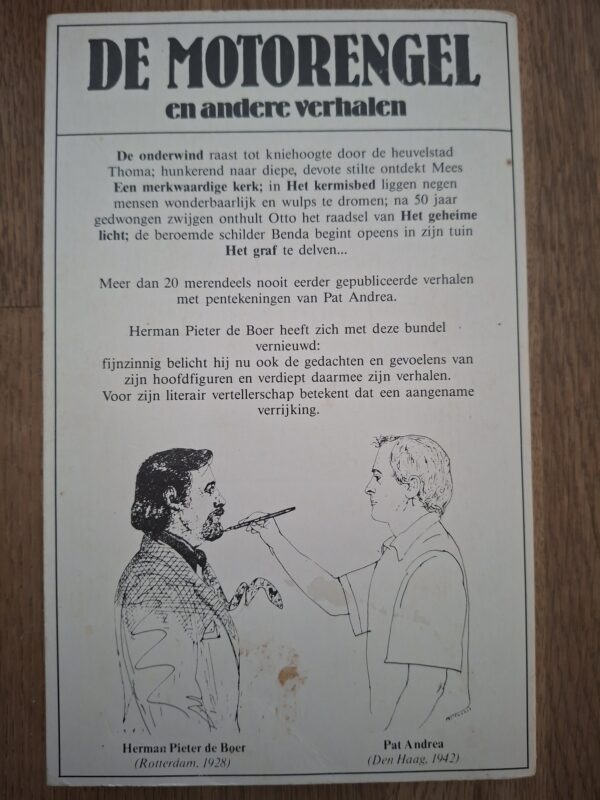 DE MOTORENGEL
en andere verhalen
De onderwind raast tot kniehoogte door de heuvelstad
Thoma; hunkerend naar diepe, devote stilte ontdekt Mees
Een merkwaardige kerk; in Het kermisbed liggen negen
mensen wonderbaarlijk en wulps te dromen; na 50 jaar
gedwongen zwijgen onthult Otto het raadsel van Het geheime
licht; de beroemde schilder Benda begint opeens in zijn tuin
Het graf te delven...
Meer dan 20 merendeels nooit eerder gepubliceerde verhalen
met pentekeningen van Pat Andrea.
Herman Pieter de Boer heeft zich met deze bundel
vernieuwd:
fijnzinnig belicht hij nu ook de gedachten en gevoelens van
zijn hoofdfiguren en verdiept daarmee zijn verhalen.
Voor zijn literair vertellerschap betekent dat een aangename
verrijking.
Herman Pieter de Boer
(Rotterdam, 1928)
Pat Andrea
(Den Haag, 1942)